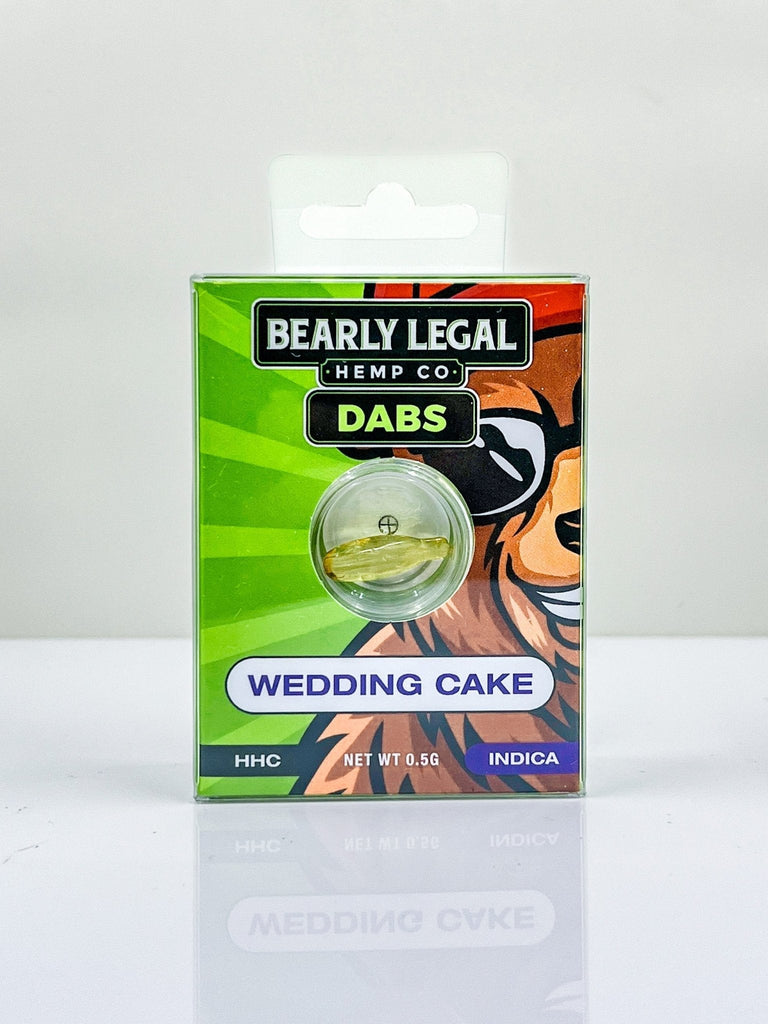 BEARLY LEGAL
·HEMP CO·
DABS
WEDDING CAKE
HHC
NET WT 0.5G
INDICA